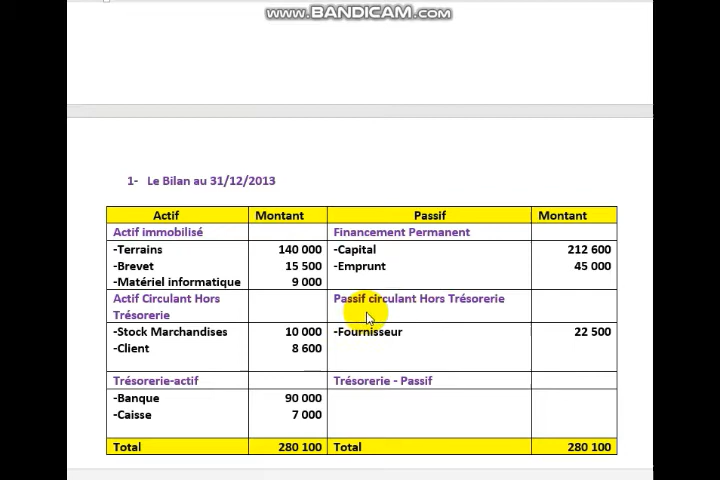 www.BANDICAM.com
1- Le Bilan au 31/12/2013
Actif Montant Passif Montant
Actif immobilisé Financement Permanent
-Terrains 140 000 -Capital 212 600
-Brevet 15 500 -Emprunt 45 000
-Matériel informatique 9 000
Actif Circulant Hors Passif circulant Hors Trésorerie
Trésorerie
-Stock Marchandises 10 000 -Fournisseur 22 500
-Client 8 600
Trésorerie-actif Trésorerie - Passif
-Banque 90 000
-Caisse 7 000
Total 280 100 Total 280 100